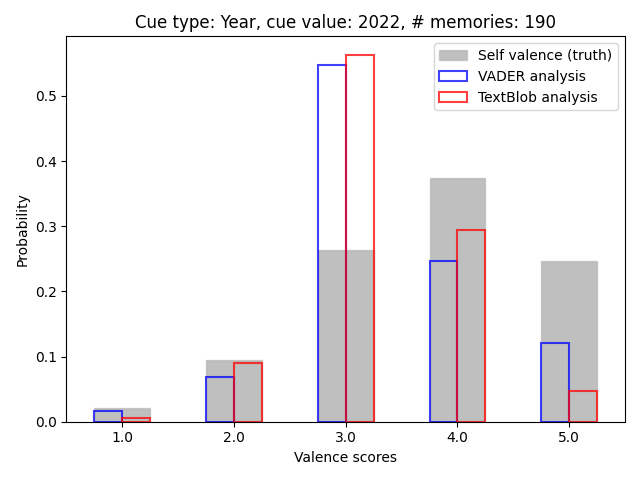 Cue type: Year, cue value: 2022, # memories: 190
Self valence (truth)
VADER analysis
TextBlob analysis
Probability
0.5
0.4
0.3
0.2
0.1
0.0
1.0 2.0 3.0 4.0 5.0
Valence scores